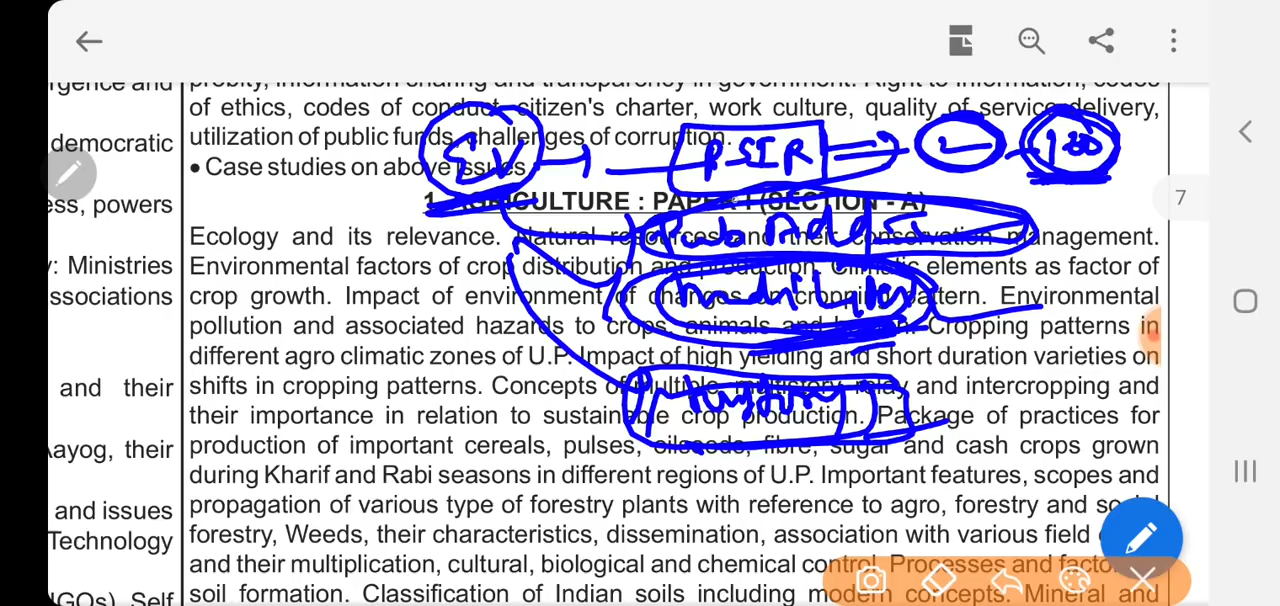 7
rgence and
democratic
ess, powers
y: Ministries
ssociations
and their
Aayog, their
and issues
Technology
NGOs) Self
probity, information sharing and transparency in government. Right to information, codes
of ethics, codes of conduct, citizen's charter, work culture, quality of service delivery,
utilization of public funds, challenges of corruption.
• Case studies on above issues.
PSIR
1. AGRICULTURE : PAPER-I (SECTION - A)
Ecology and its relevance. Natural resources and their conservation management.
Environmental factors of crop distribution and production. Climatic elements as factor of
crop growth. Impact of environment of changes on cropping pattern. Environmental
pollution and associated hazards to crops, animals and human. Cropping patterns in
different agro climatic zones of U.P. Impact of high yielding and short duration varieties on
shifts in cropping patterns. Concepts of multiple, multistory, relay and intercropping and
their importance in relation to sustainable crop production. Package of practices for
production of important cereals, pulses, oilseeds, fibre, sugar and cash crops grown
during Kharif and Rabi seasons in different regions of U.P. Important features, scopes and
propagation of various type of forestry plants with reference to agro, forestry and social
forestry, Weeds, their characteristics, dissemination, association with various field
and their multiplication, cultural, biological and chemical control. Processes and
soil formation. Classification of Indian soils including modern concepts. Mineral and